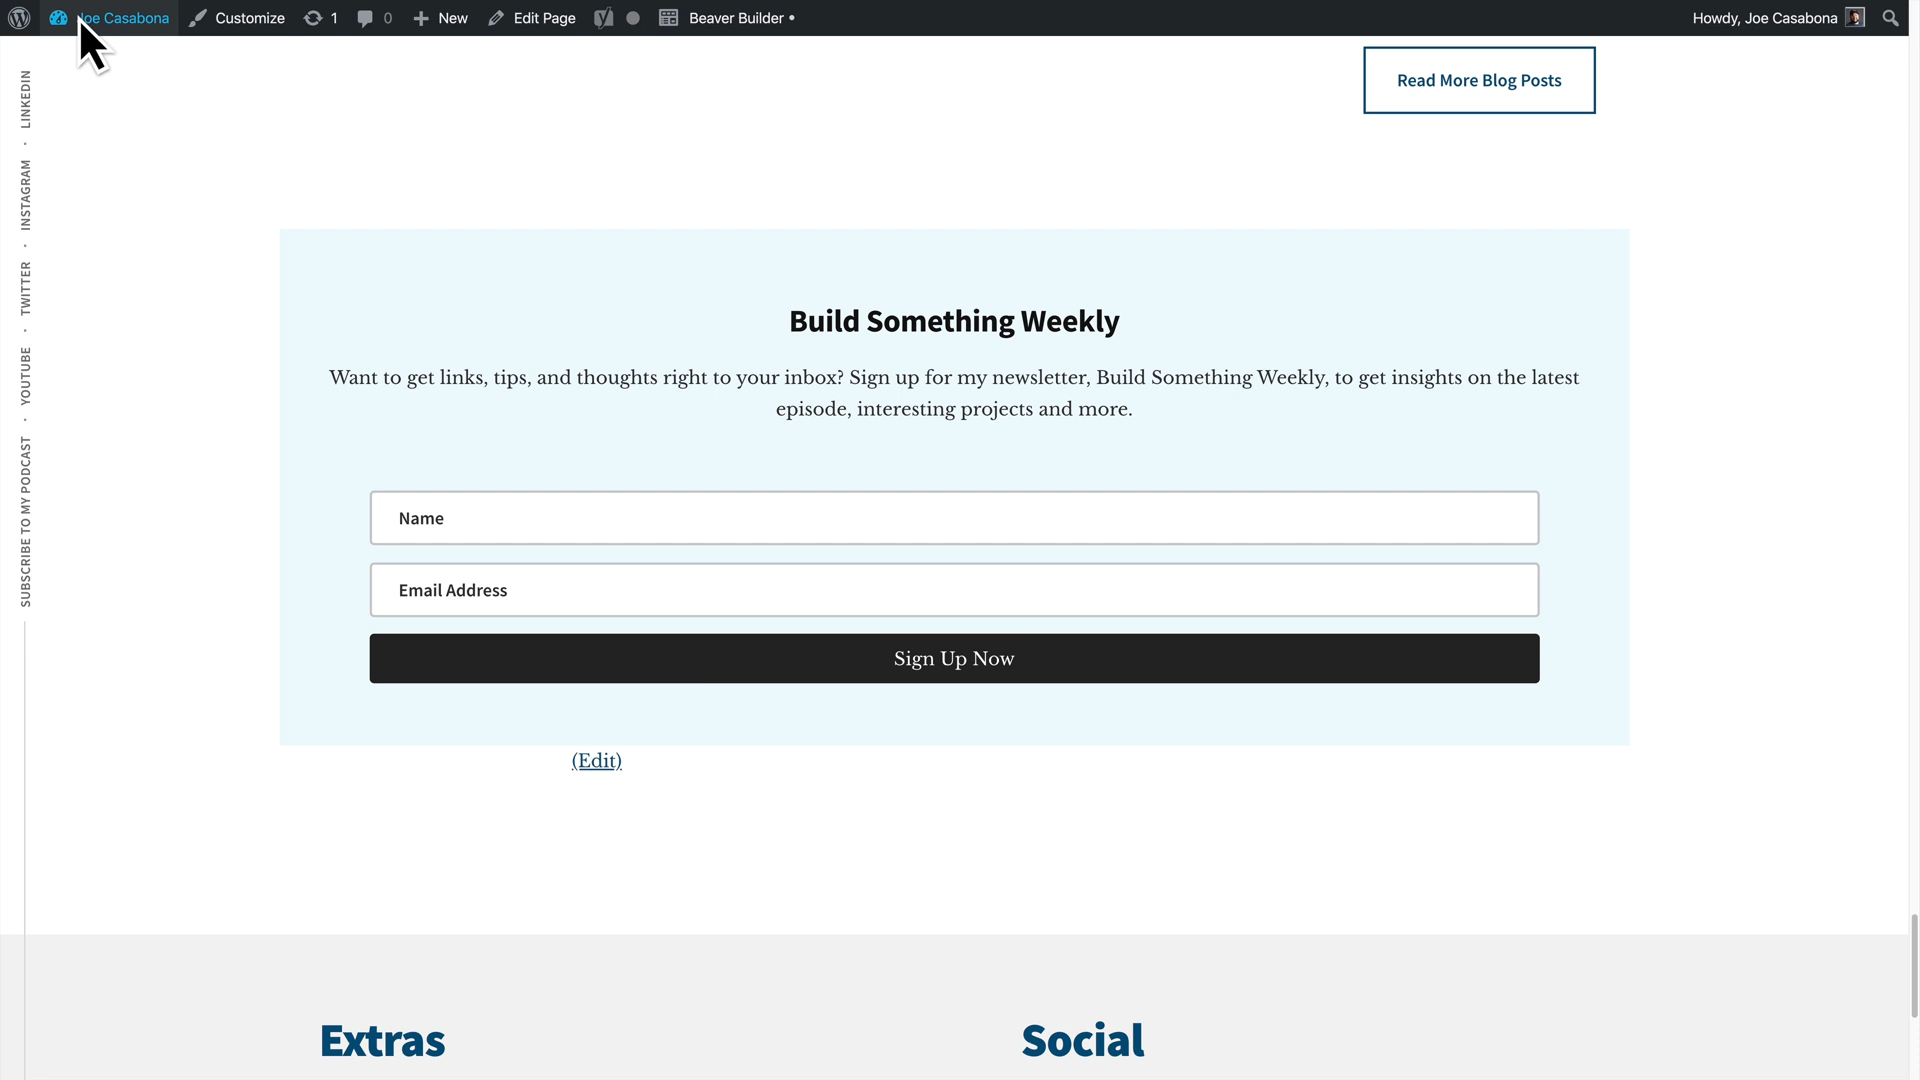 Joe Casabona
Customize
1
0
New
Edit Page
Beaver Builder •
Howdy, Joe Casabona
Read More Blog Posts
SUBSCRIBE TO MY PODCAST · YOUTUBE · TWITTER · INSTAGRAM · LINKEDIN
Build Something Weekly
Want to get links, tips, and thoughts right to your inbox? Sign up for my newsletter, Build Something Weekly, to get insights on the latest
episode, interesting projects and more.
Name
Email Address
Sign Up Now
(Edit)
Extras
Social